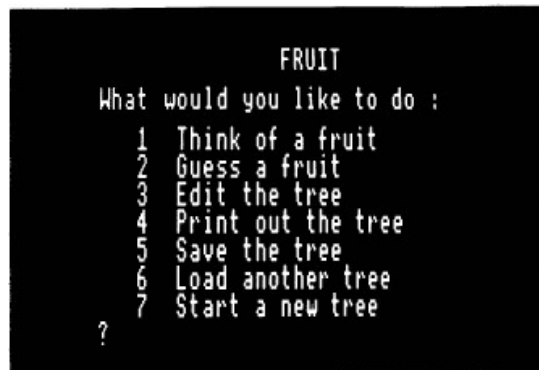 FRUIT
What would you like to do :
1 Think of a fruit
2 Guess a fruit
3 Edit the tree
4 Print out the tree
5 Save the tree
6 Load another tree
7 Start a new tree
?